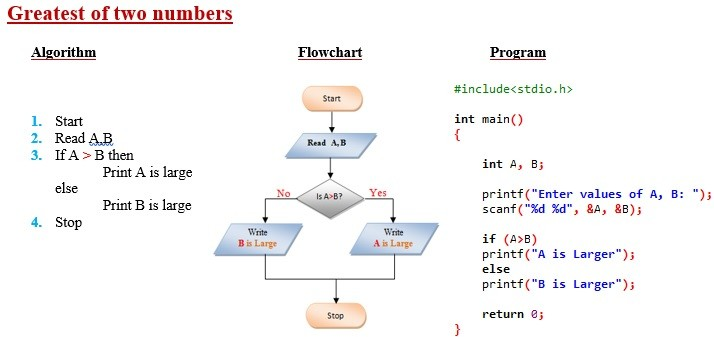 Greatest of two numbers
Algorithm
1. Start
2. Read A,B
3. If A > B then
Print A is large
else
Print B is large
4. Stop
Flowchart
Start
Read A,B
Is A>B?
No
Yes
Write
B is Large
Write
A is Large
Stop
Program
#include<stdio.h>
int main()
{
int A, B;
printf("Enter values of A, B: ");
scanf("%d %d", &A, &B);
if (A>B)
printf("A is Larger");
else
printf("B is Larger");
return 0;
}